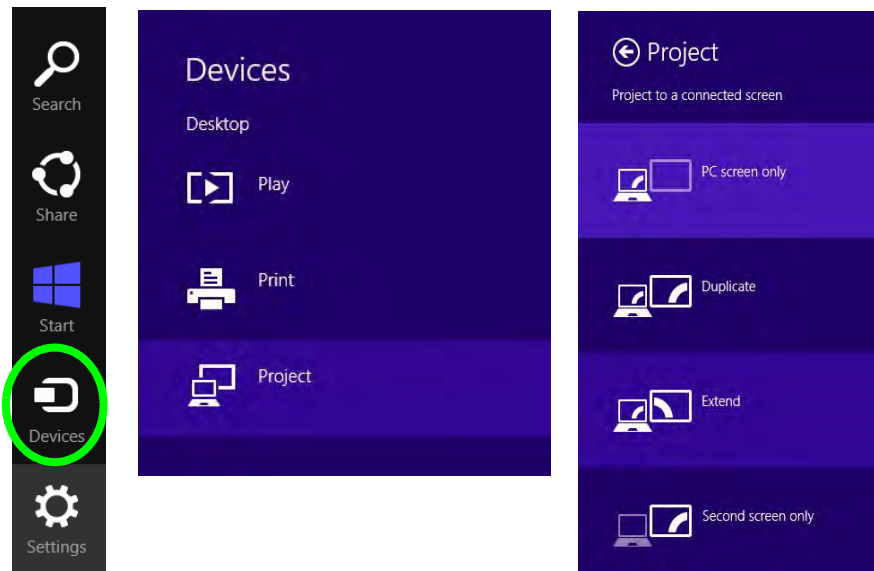 Search
Share
Start
Devices
Settings
Devices
Desktop
Play
Print
Project
Project
Project to a connected screen
PC screen only
Duplicate
Extend
Second screen only